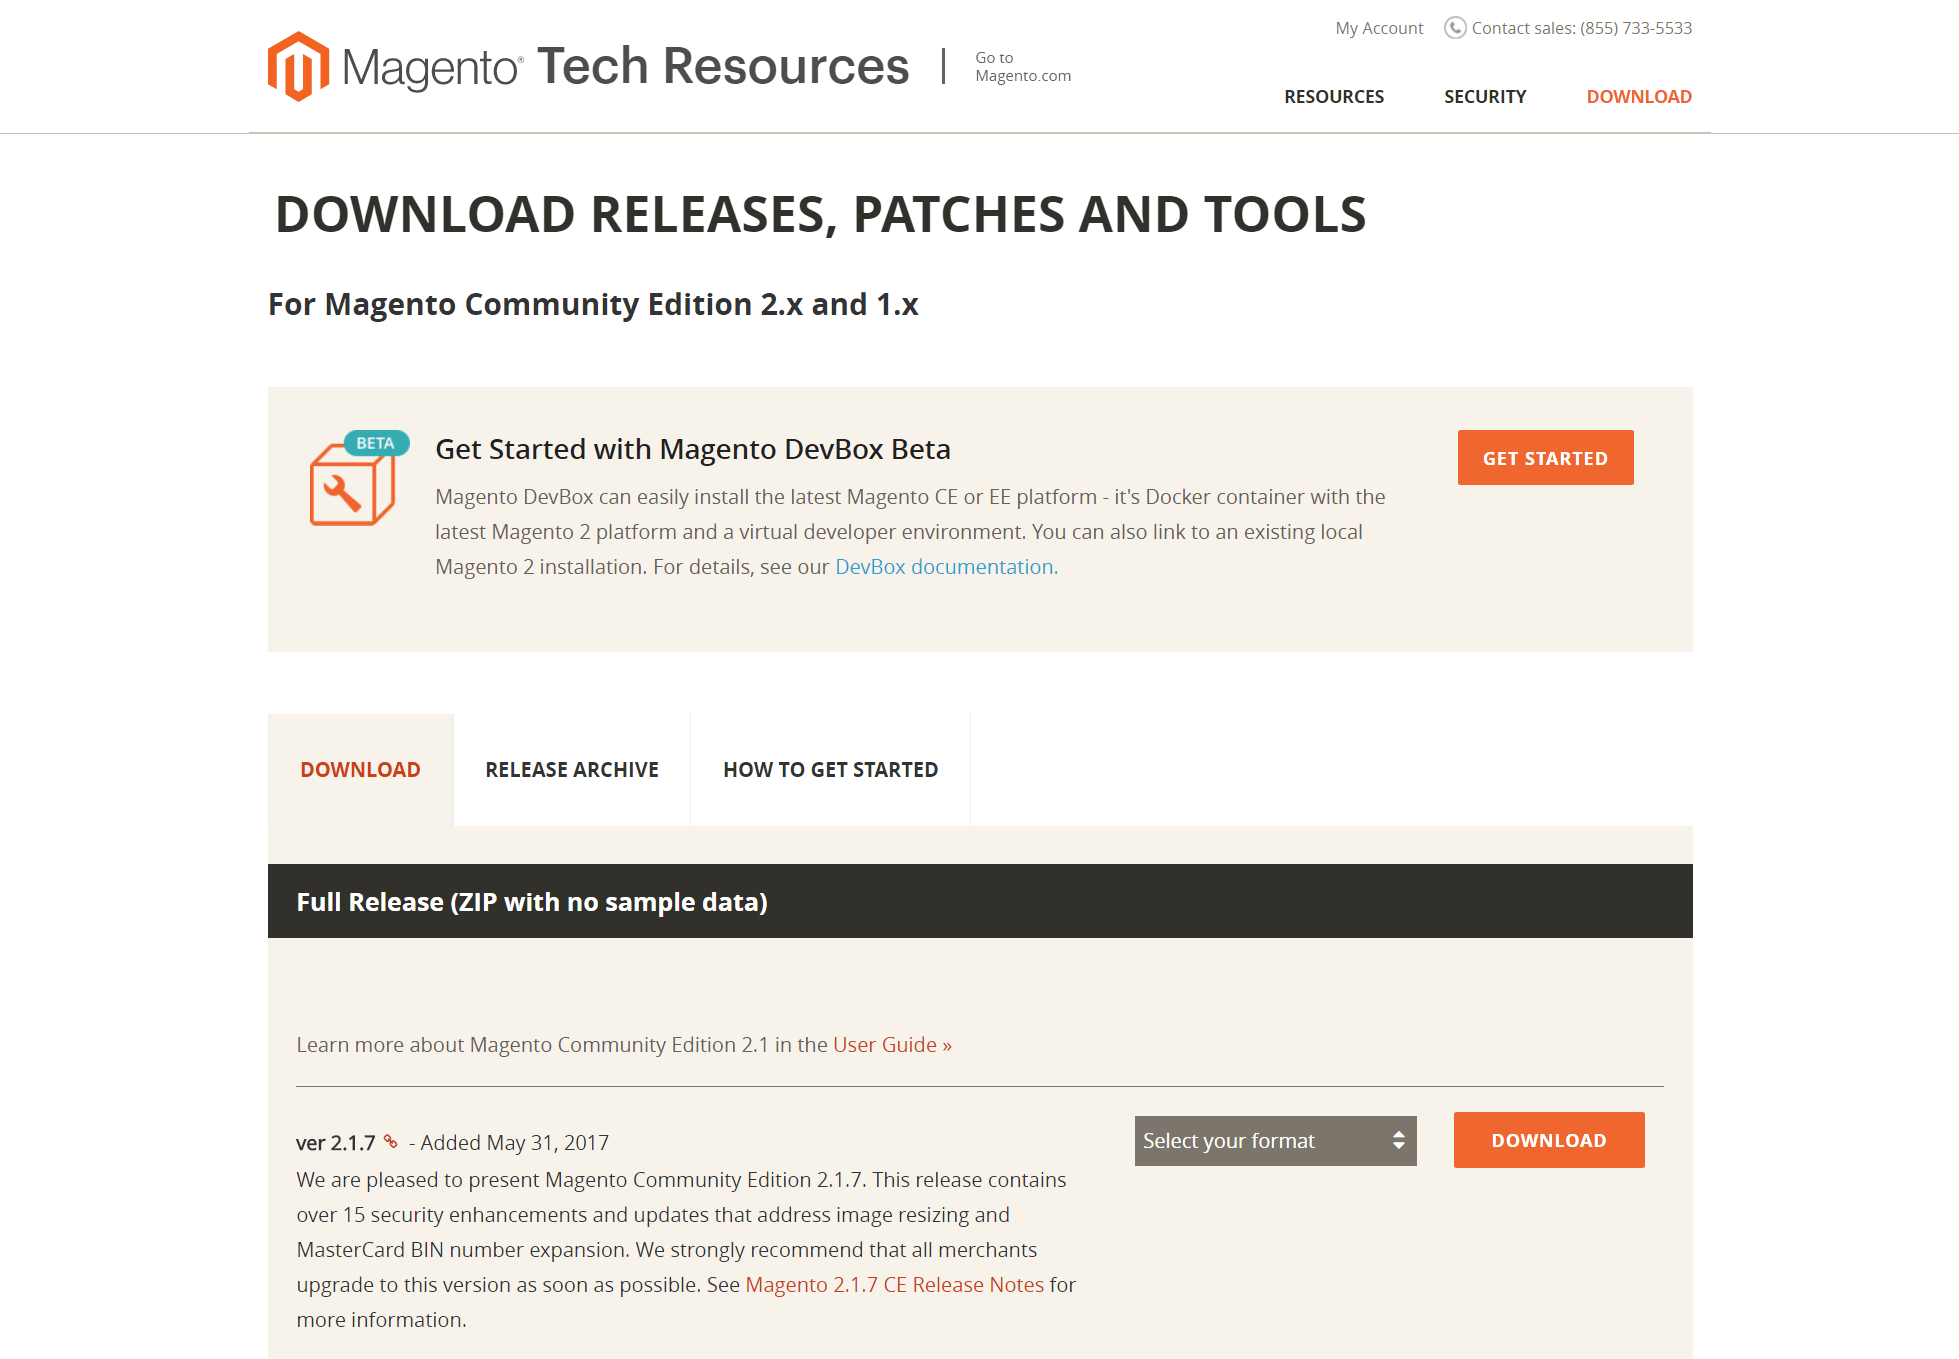 My Account Contact sales: (855) 733-5533
Magento® Tech Resources
Go to
Magento.com
RESOURCES SECURITY DOWNLOAD
DOWNLOAD RELEASES, PATCHES AND TOOLS
For Magento Community Edition 2.x and 1.x
BETA
Get Started with Magento DevBox Beta
GET STARTED
Magento DevBox can easily install the latest Magento CE or EE platform - it's Docker container with the
latest Magento 2 platform and a virtual developer environment. You can also link to an existing local
Magento 2 installation. For details, see our DevBox documentation.
DOWNLOAD RELEASE ARCHIVE HOW TO GET STARTED
Full Release (ZIP with no sample data)
Learn more about Magento Community Edition 2.1 in the User Guide »
ver 2.1.7 - Added May 31, 2017
Select your format
DOWNLOAD
We are pleased to present Magento Community Edition 2.1.7. This release contains
over 15 security enhancements and updates that address image resizing and
MasterCard BIN number expansion. We strongly recommend that all merchants
upgrade to this version as soon as possible. See Magento 2.1.7 CE Release Notes for
more information.